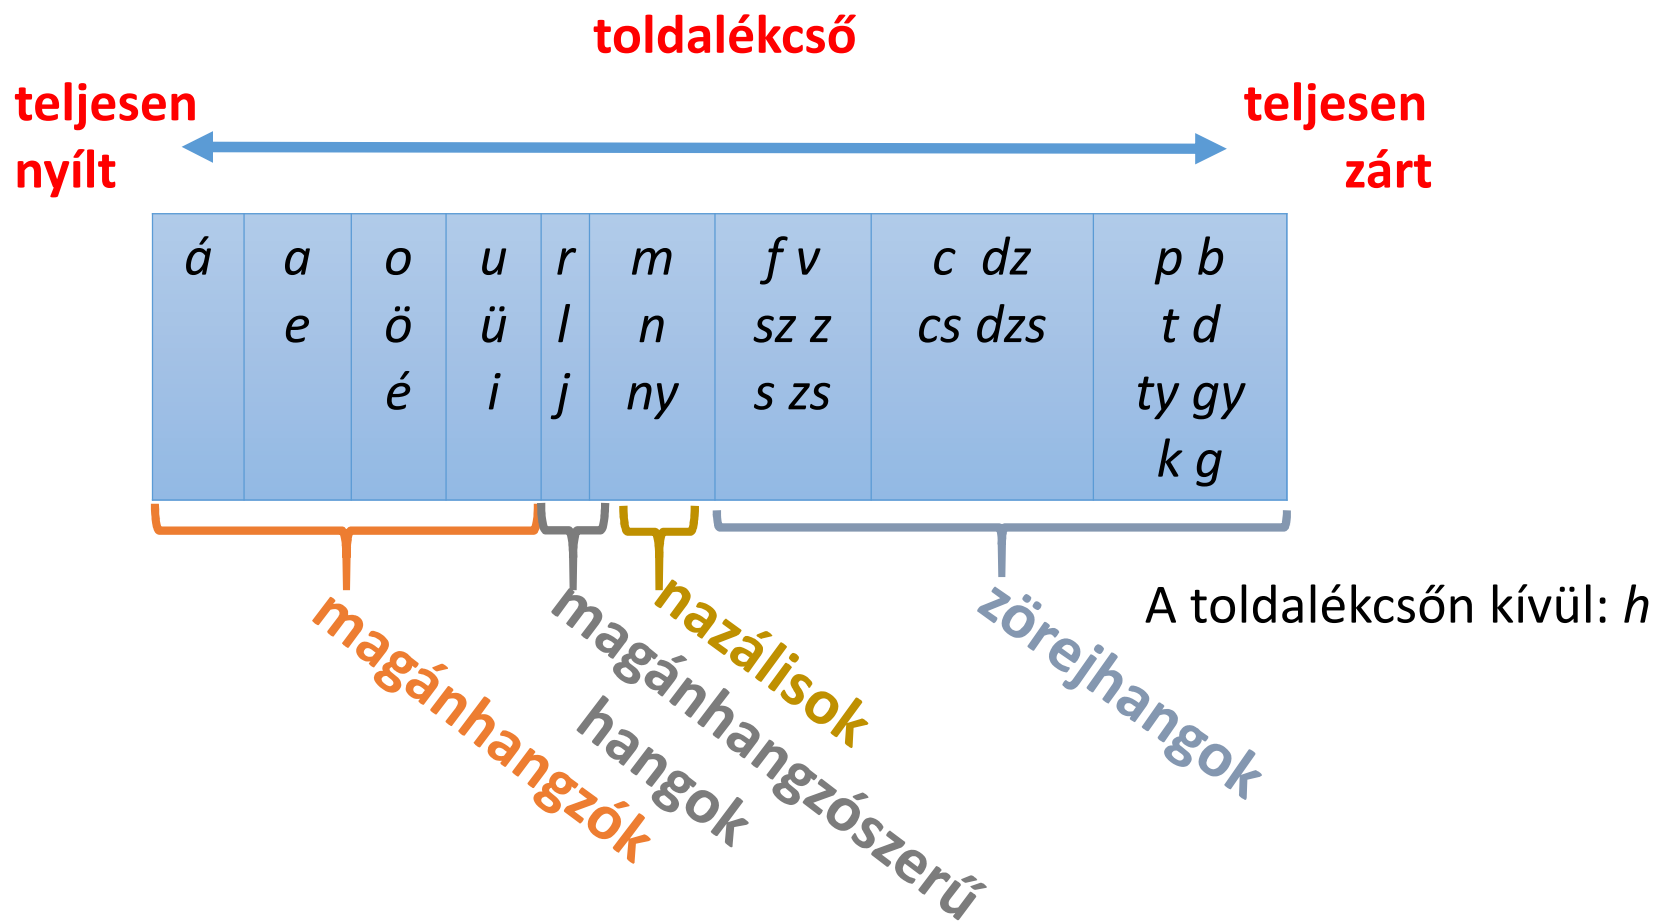 toldalékcső
teljesen
nyílt
teljesen
zárt
á a o u r m f v c dz p b
e ö ü l n sz z cs dzs t d
é i j ny s zs ty gy
k g
magánhangzók
magánhangzószerű
hangok
nazálisok
zörejhangok
A toldalékcsőn kívül: h